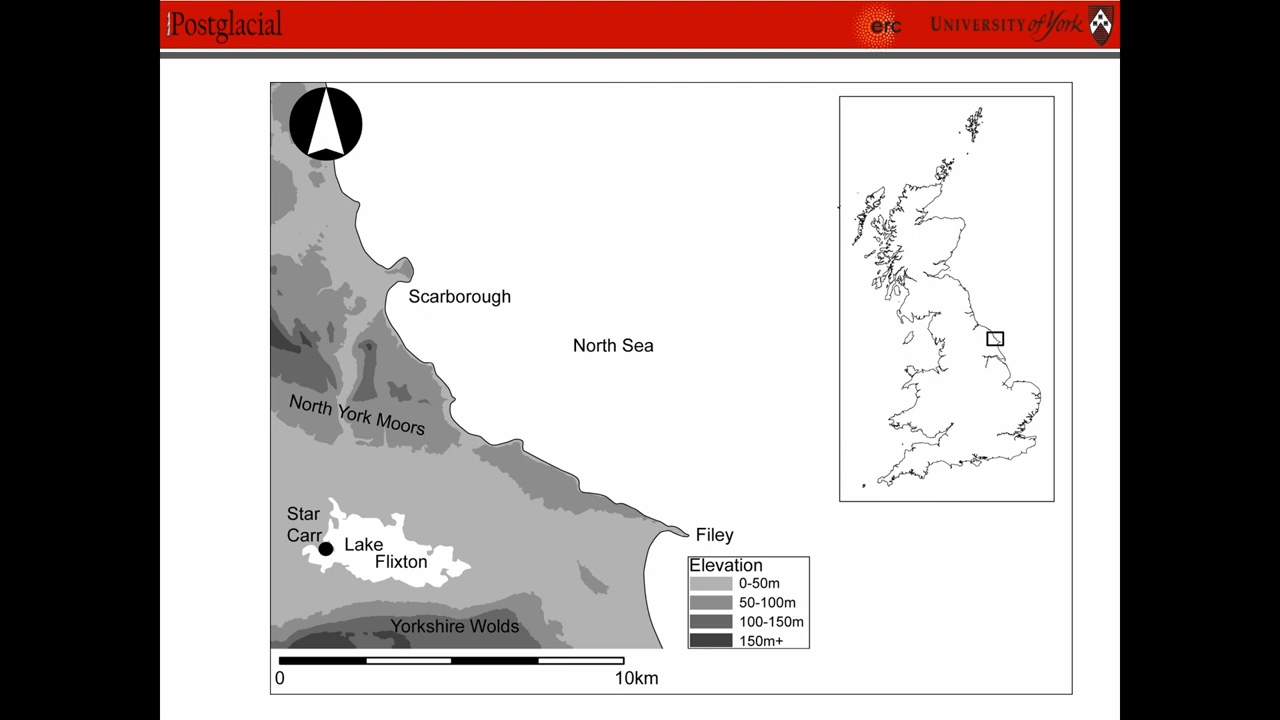 Postglacial
erc
UNIVERSITY of York
Scarborough
North Sea
North York Moors
Star
Carr
Lake
Flixton
Filey
Elevation
0-50m
50-100m
100-150m
150m+
Yorkshire Wolds
0
10km